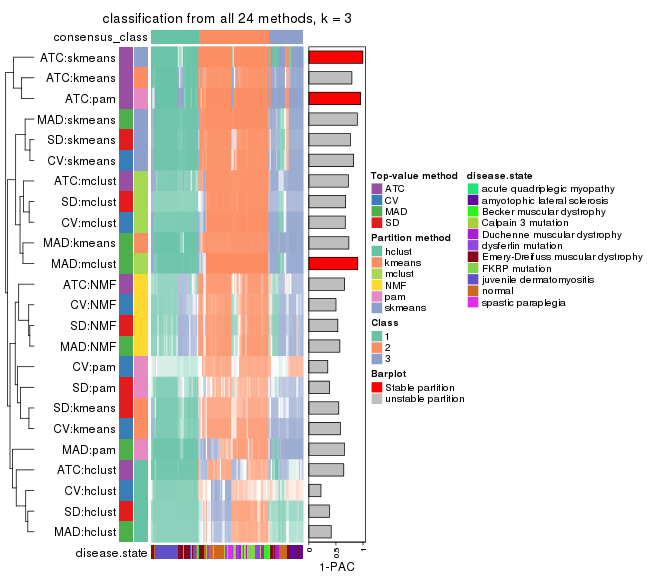 classification from all 24 methods, k = 3
consensus_class
ATC:skmeans
ATC:kmeans
ATC:pam
MAD:skmeans
SD:skmeans
CV:skmeans
ATC:mclust
SD:mclust
CV:mclust
MAD:kmeans
MAD:mclust
ATC:NMF
CV:NMF
SD:NMF
MAD:NMF
CV:pam
SD:pam
SD:kmeans
CV:kmeans
MAD:pam
ATC:hclust
CV:hclust
SD:hclust
MAD:hclust
disease.state
0
0.5
1
1-PAC
Top-value method
ATC
CV
MAD
SD
Partition method
hclust
kmeans
mclust
NMF
pam
skmeans
Class
1
2
3
Barplot
Stable partition
unstable partition
disease.state
acute quadriplegic myopathy
amyotophic lateral sclerosis
Becker muscular dystrophy
Calpain 3 mutation
Duchenne muscular dystrophy
dysferlin mutation
Emery-Dreifuss muscular dystrophy
FKRP mutation
juvenile dermatomyositis
normal
spastic paraplegia